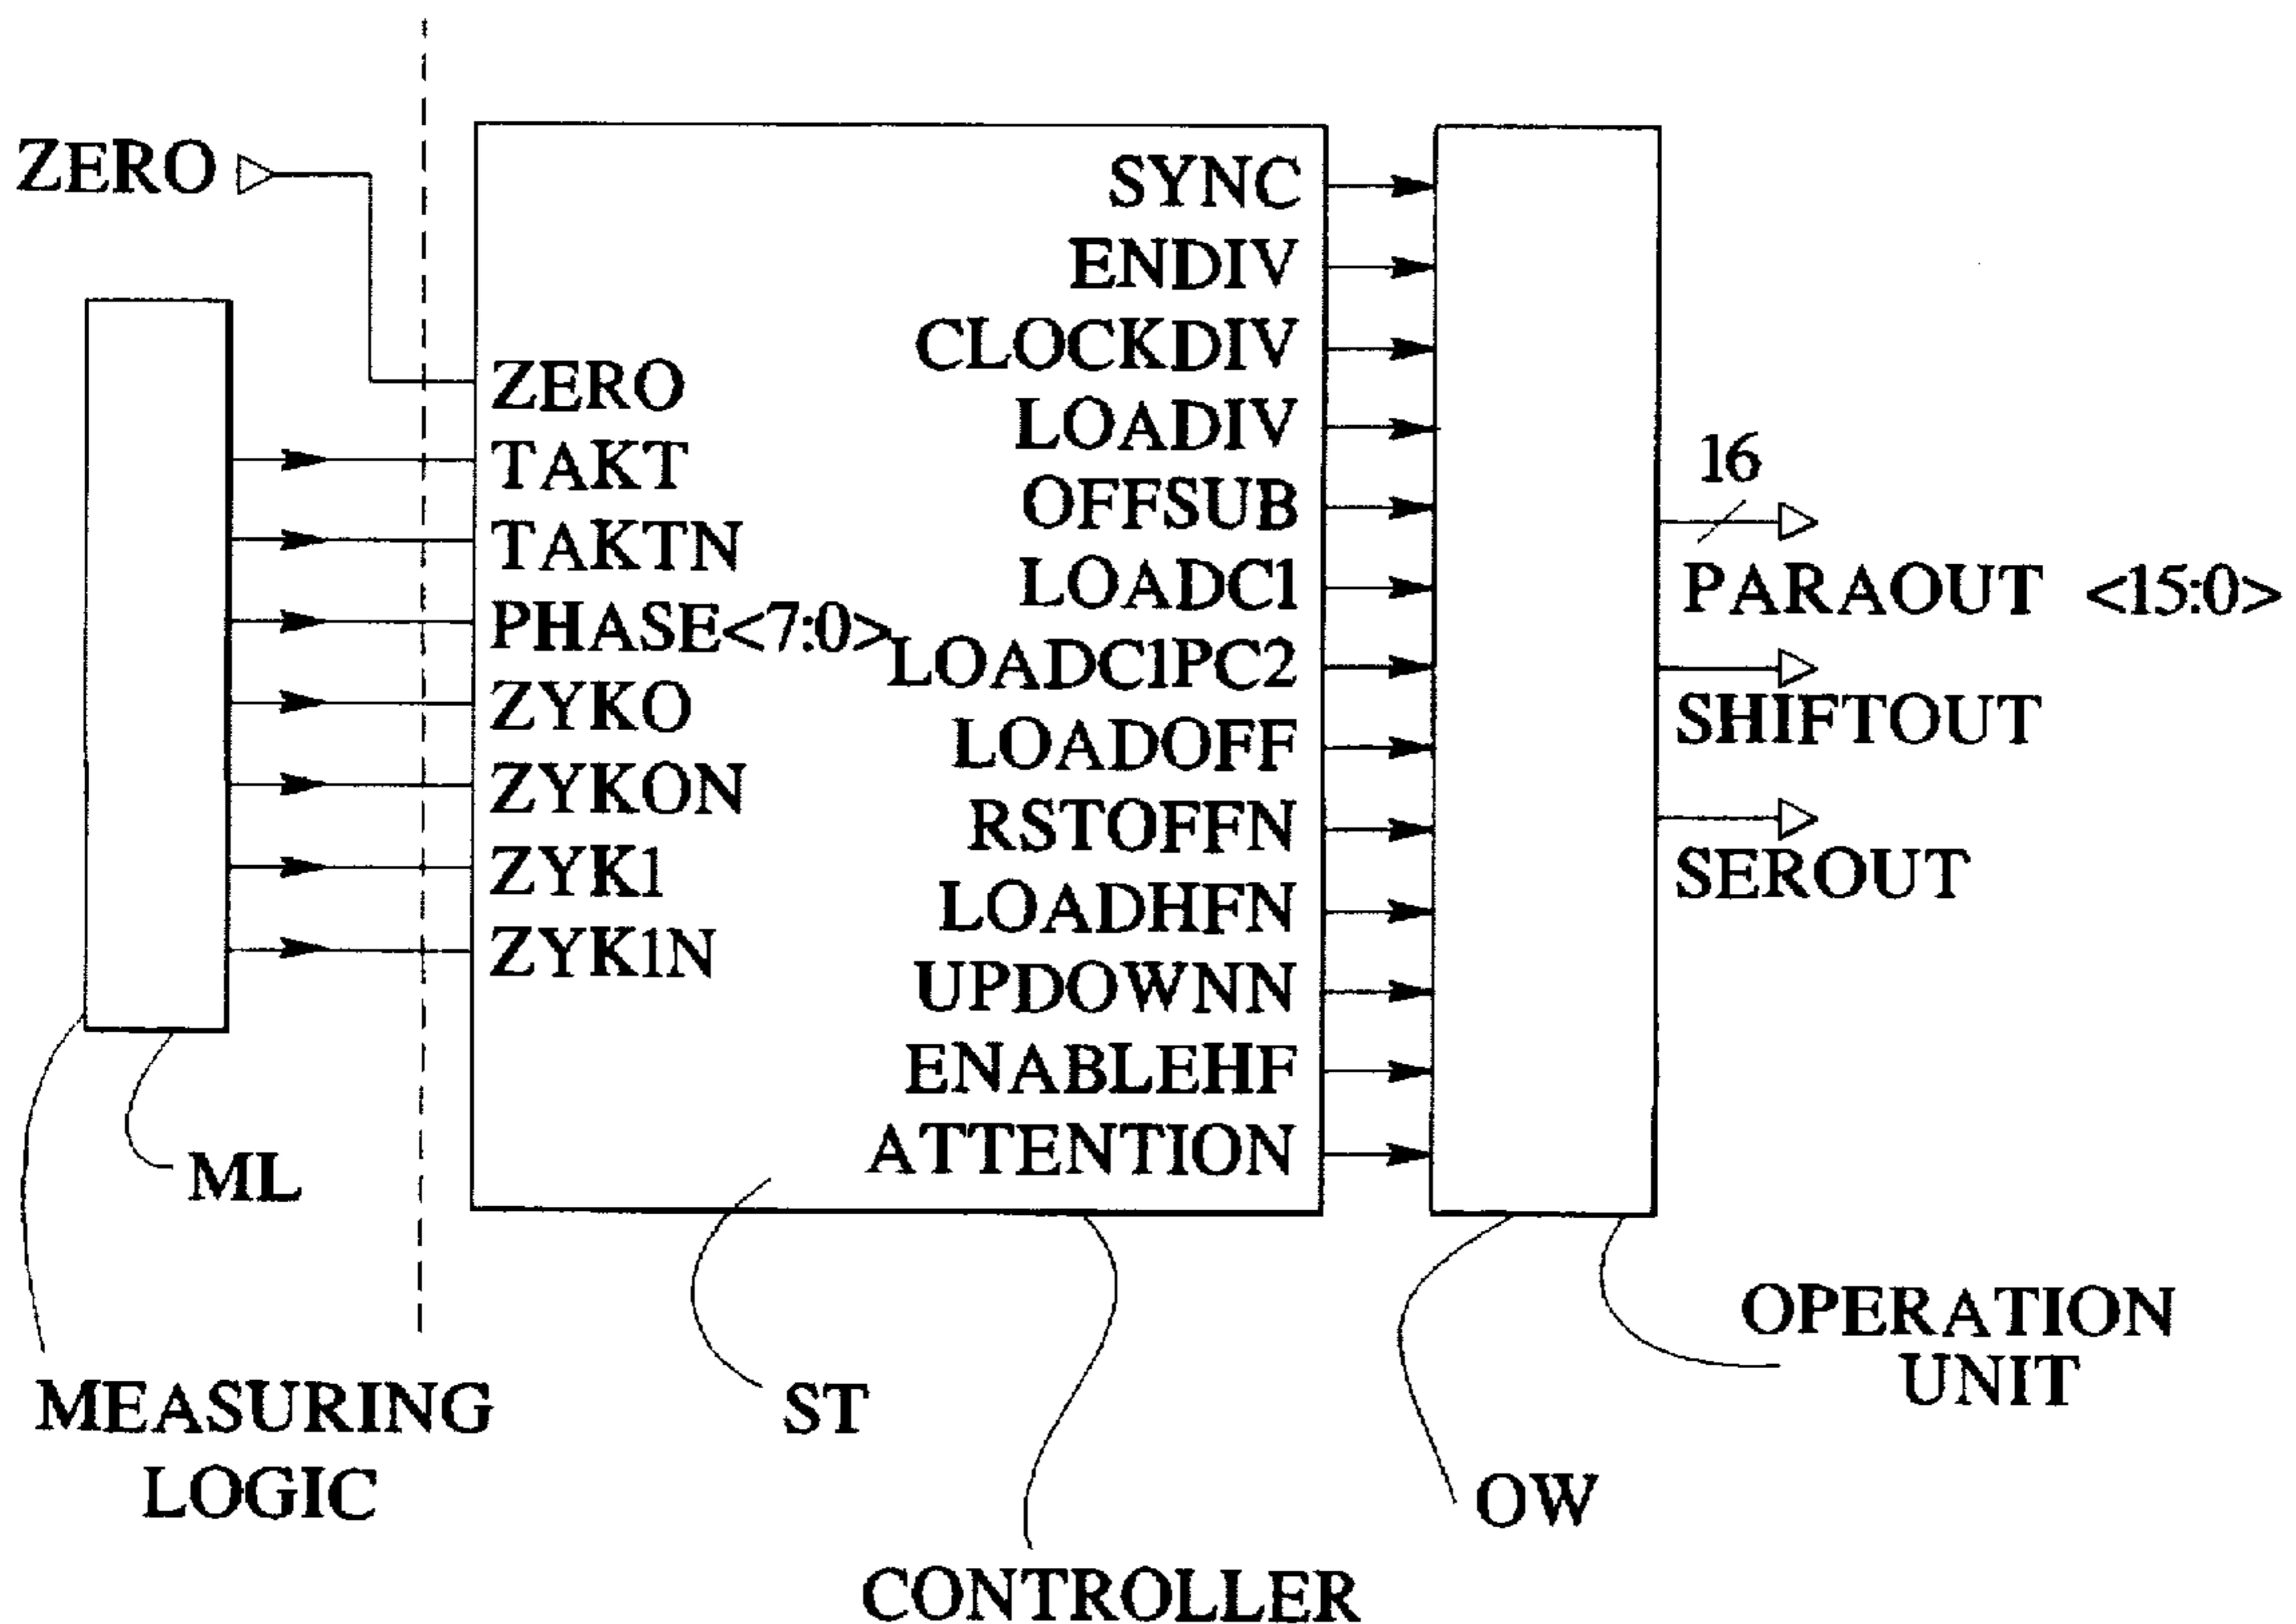 ZERO
ZERO
TAKT
TAKTN
PHASE<7:0>
ZYKO
ZYKON
ZYK1
ZYK1N
SYNC
ENDIV
CLOCKDIV
LOADIV
OFFSUB
LOADC1
LOADC1PC2
LOADOFF
RSTOFFN
LOADHFN
UPDOWNN
ENABLEHF
ATTENTION
16
PARAOUT <15:0>
SHIFTOUT
SEROUT
ML
MEASURING
LOGIC
ST
CONTROLLER
OW
OPERATION
UNIT